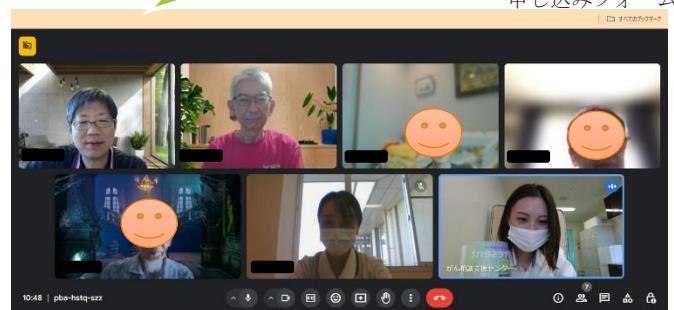 申し込みフォーム
すべてのブックマーク
がん相談支援センター
7
10:48 | pba-hstq-szz